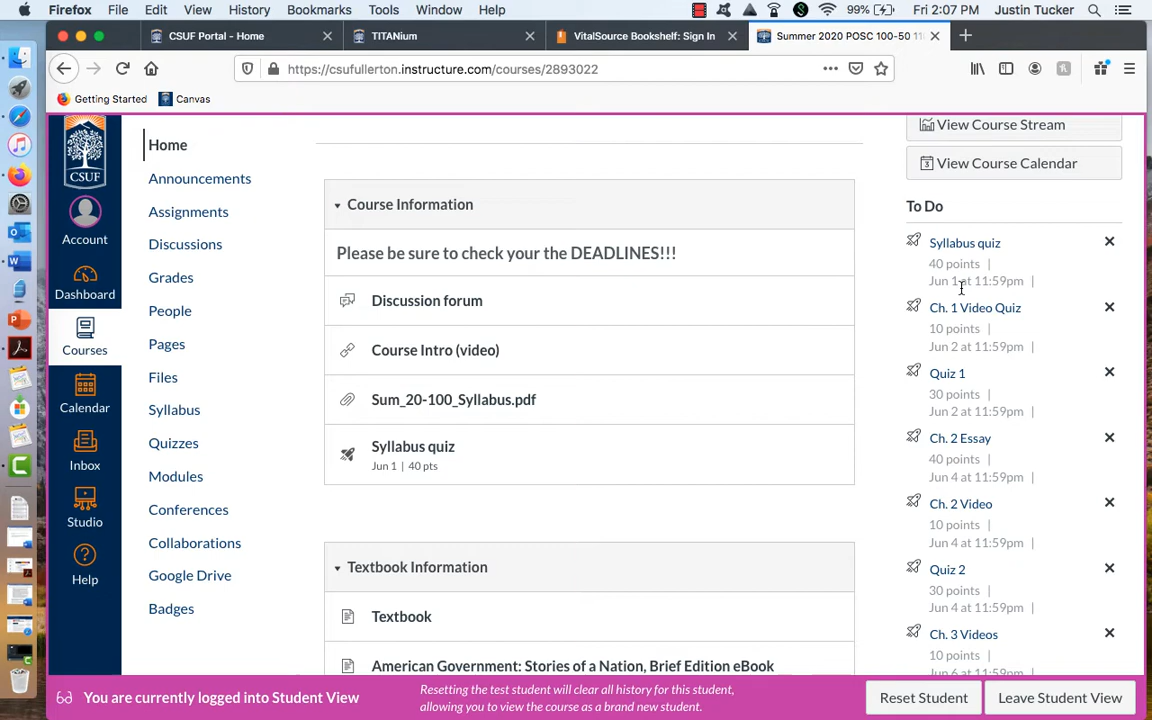 Firefox File Edit View History Bookmarks Tools Window Help 99% Fri 2:07 PM Justin Tucker
CSUF Portal - Home TITANium VitalSource Bookshelf: Sign In Summer 2020 POSC 100-50 11
https://csufullerton.instructure.com/courses/2893022
Getting Started Canvas
CSUF
Account
Dashboard
Courses
Calendar
Inbox
Studio
Help
Home
Announcements
Assignments
Discussions
Grades
People
Pages
Files
Syllabus
Quizzes
Modules
Conferences
Collaborations
Google Drive
Badges
Course Information
Please be sure to check your the DEADLINES!!!
Discussion forum
Course Intro (video)
Sum_20-100_Syllabus.pdf
Syllabus quiz
Jun 1 | 40 pts
Textbook Information
Textbook
American Government: Stories of a Nation, Brief Edition eBook
View Course Stream
View Course Calendar
To Do
Syllabus quiz
40 points |
Jun 1 at 11:59pm |
Ch. 1 Video Quiz
10 points |
Jun 2 at 11:59pm |
Quiz 1
30 points |
Jun 2 at 11:59pm |
Ch. 2 Essay
40 points |
Jun 4 at 11:59pm |
Ch. 2 Video
10 points |
Jun 4 at 11:59pm |
Quiz 2
30 points |
Jun 4 at 11:59pm |
Ch. 3 Videos
10 points |
Jun 6 at 11:59pm |
You are currently logged into Student View
Resetting the test student will clear all history for this student,
allowing you to view the course as a brand new student.
Reset Student
Leave Student View